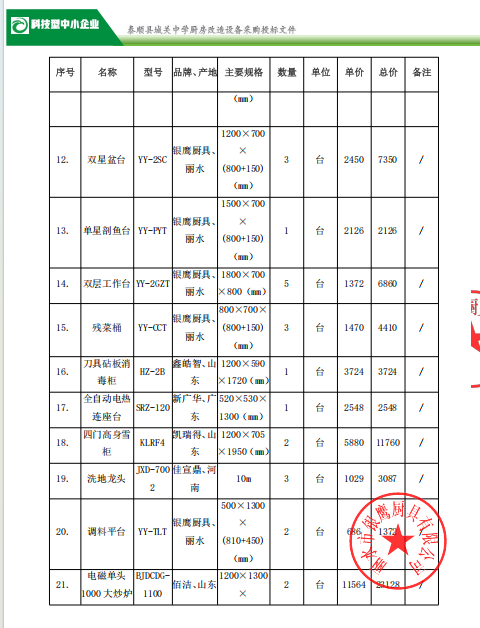 科技型中小企业
泰顺县城关中学厨房改造设备采购投标文件
序号 名称 型号 品牌、产地 主要规格 数量 单位 单价 总价 备注
(mm)
12. 双星盆台 YY-2SC 银鹰厨具、丽水 1200×700×(800+150)(mm) 3 台 2450 7350 /
13. 单星剖鱼台 YY-PYT 银鹰厨具、丽水 1500×700×(800+150)(mm) 1 台 2126 2126 /
14. 双层工作台 YY-2GZT 银鹰厨具、丽水 1800×700×800(mm) 5 台 1372 6860 /
15. 残菜桶 YY-CCT 银鹰厨具、丽水 800×700×(800+150)(mm) 3 台 1470 4410 /
16. 刀具砧板消毒柜 HZ-2B 鑫皓智、山东 1200×590×1720(mm) 1 台 3724 3724 /
17. 全自动电热连座台 SRZ-120 新广华、广东 520×530×1300(mm) 1 台 2548 2548 /
18. 四门高身雪柜 KLRF4 凯瑞得、山东 1200×705×1950(mm) 2 台 5880 11760 /
19. 洗地龙头 JXD-7002 佳宣鼎、河南 10m 3 台 1029 3087 /
20. 调料平台 YY-TLT 银鹰厨具、丽水 500×1300×(810+450)(mm) 2 台 686 1372
21. 电磁单头1000大炒炉 BJDCDG-1100 佰洁、山东 1200×1300× 2 台 11564 23128 /
丽水市银鹰厨具有限公司